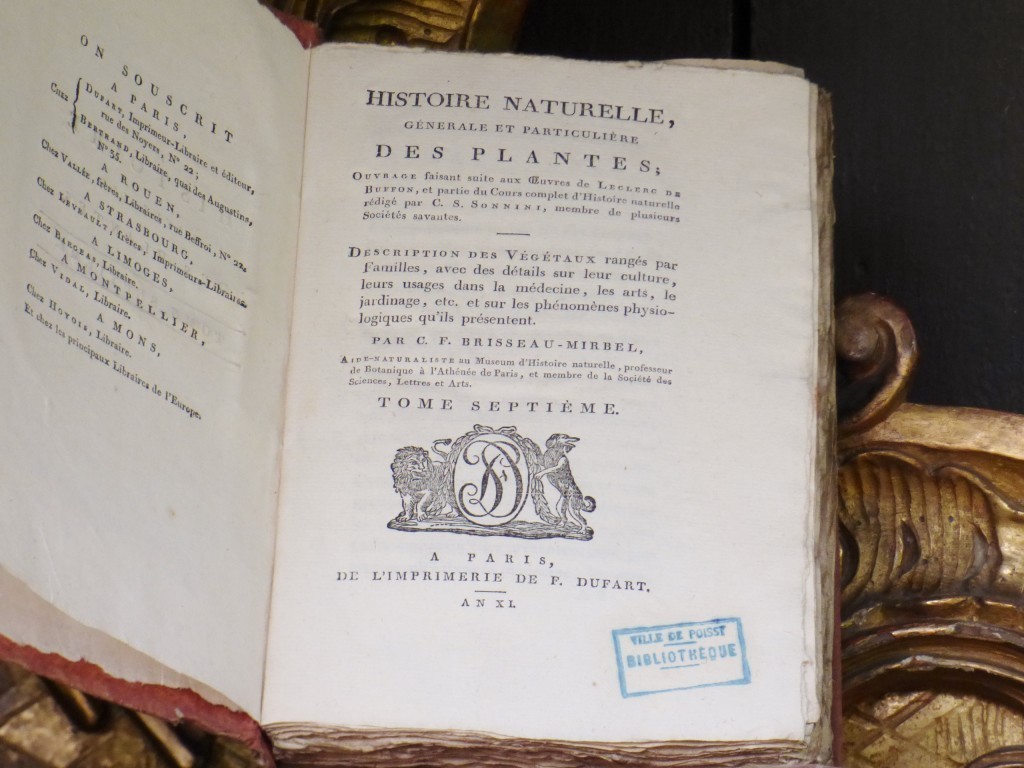 ON SOUSCRIT
A PARIS,
Chez
DUFART, Imprimeur-Libraire et éditeur,
rue des Noyers, N° 22;
BERTRAND, Libraire, quai des Augustins,
N° 35.
A ROUEN,
Chez VALLÉE, frères, Libraires, rue Beffroi, N° 22.
A STRASBOURG,
Chez LEVRAULT, frères, Imprimeurs-Libraires.
A LIMOGES,
Chez BARGEAS, Libraire.
A MONTPELLIER,
Chez VIDAL, Libraire.
A MONS,
Chez HOYOIS, Libraire.
Et chez les principaux Libraires de l'Europe.
HISTOIRE NATURELLE,
GÉNÉRALE ET PARTICULIÈRE
DES PLANTES;
OUVRAGE faisant suite aux Œuvres de LECLERC DE
BUFFON, et partie du Cours complet d'Histoire naturelle
rédigé par C. S. SONNINI, membre de plusieurs
Sociétés savantes.
DESCRIPTION DES VÉGÉTAUX rangés par
familles, avec des détails sur leur culture,
leurs usages dans la médecine, les arts, le
jardinage, etc. et sur les phénomènes physio-
logiques qu'ils présentent.
PAR C. F. BRISSEAU-MIRBEL,
AIDE-NATURALISTE au Museum d'Histoire naturelle, professeur
de Botanique à l'Athénée de Paris, et membre de la Société des
Sciences, Lettres et Arts.
TOME SEPTIÈME.
A PARIS,
DE L'IMPRIMERIE DE F. DUFART.
AN XI.
VILLE DE POISSY
BIBLIOTHÈQUE